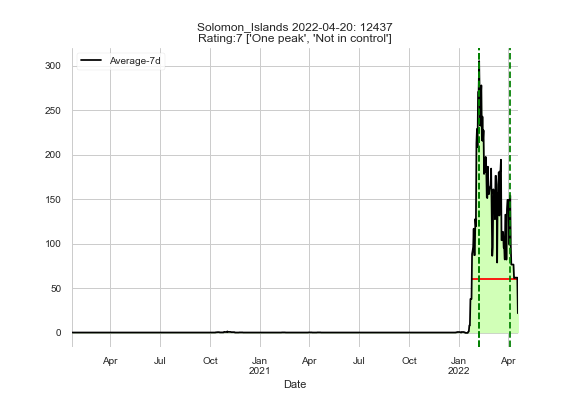 Solomon_Islands 2022-04-20: 12437
Rating:7 ['One peak', 'Not in control']
Average-7d
300
250
200
150
100
50
0
Apr Jul Oct Jan Apr Jul Oct Jan Apr
2021 2022
Date